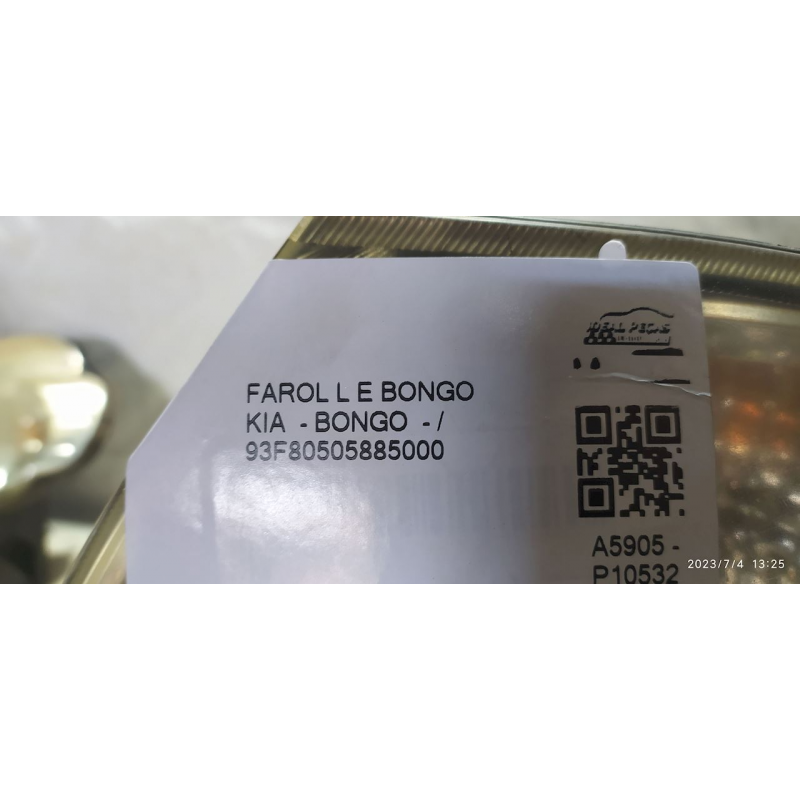 IDEAL PEÇAS
FAROL L E BONGO
KIA - BONGO - /
93F80505885000
A5905 -
P10532
2023/7/4 13:25